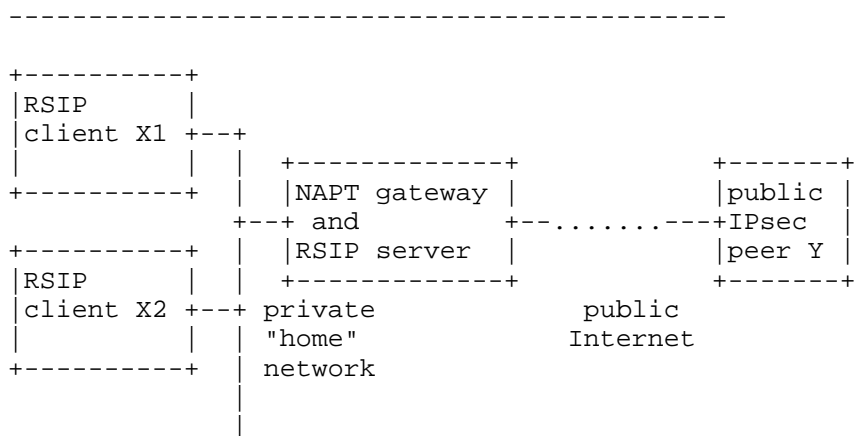 RSIP
client X1
NAPT gateway
and
RSIP server
public
IPsec
peer Y
RSIP
client X2
private
"home"
network
public
Internet